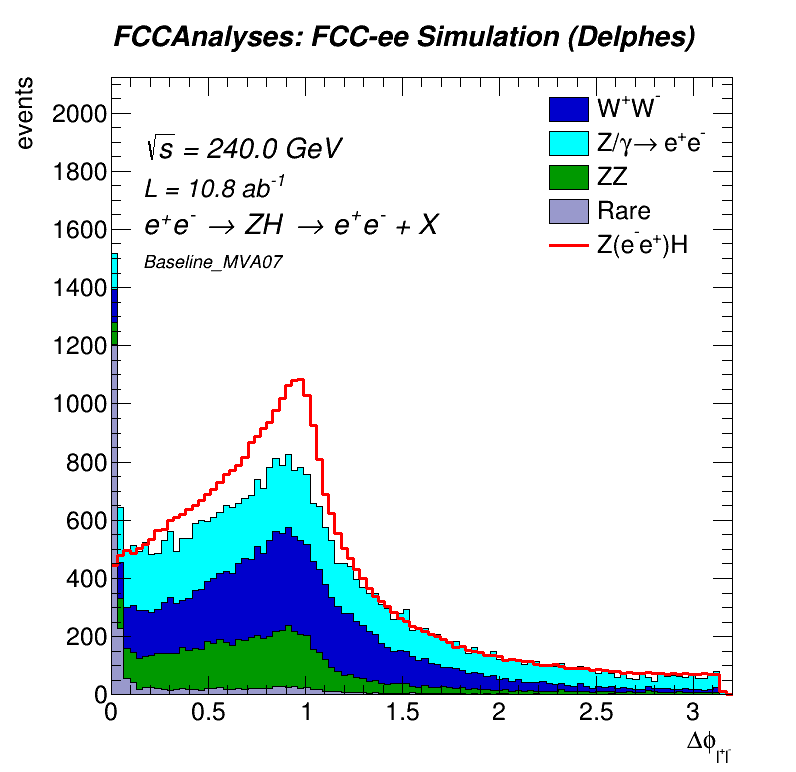 FCCAnalyses: FCC-ee Simulation (Delphes)
events
2000
1800
1600
1400
1200
1000
800
600
400
200
0
√s = 240.0 GeV
L = 10.8 ab⁻¹
e⁺e⁻ → ZH → e⁺e⁻ + X
Baseline_MVA07
W⁺W⁻
Z/γ→ e⁺e⁻
ZZ
Rare
Z(e⁻e⁺)H
0 0.5 1 1.5 2 2.5 3
Δϕ l⁺l⁻